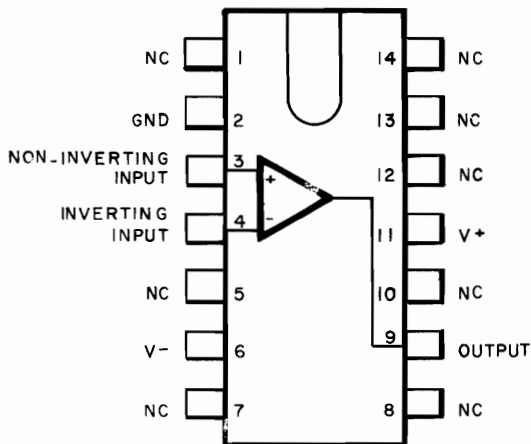 NC 1 14 NC
GND 2 13 NC
NON-INVERTING
INPUT 3 + 12 NC
INVERTING
INPUT 4 - 11 V+
NC 5 10 NC
V- 6 9 OUTPUT
NC 7 8 NC